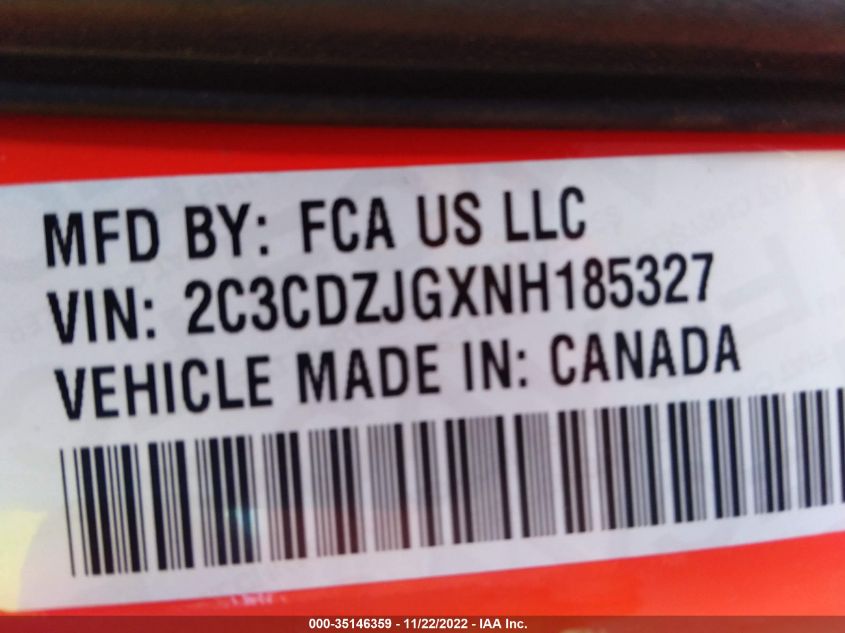 MFD BY: FCA US LLC
VIN: 2C3CDZJGXNH185327
VEHICLE MADE IN: CANADA
000-35146359 - 11/22/2022 - IAA Inc.